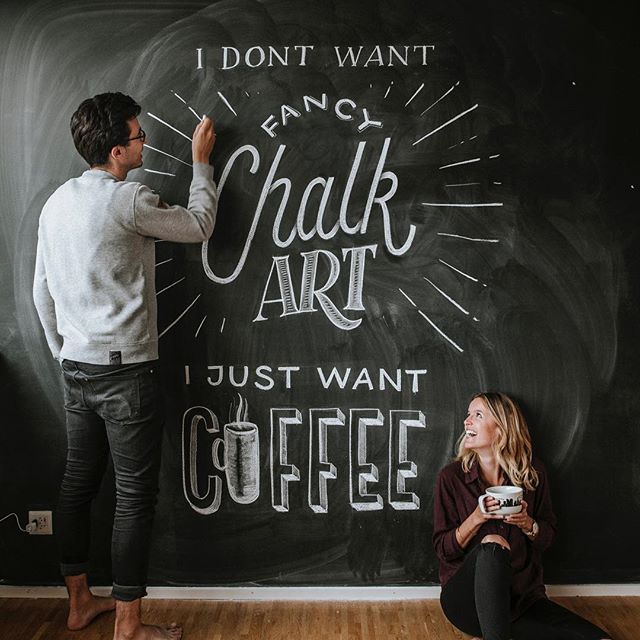 I DONT WANT
FANCY
Chalk
ART
I JUST WANT
COFFEE